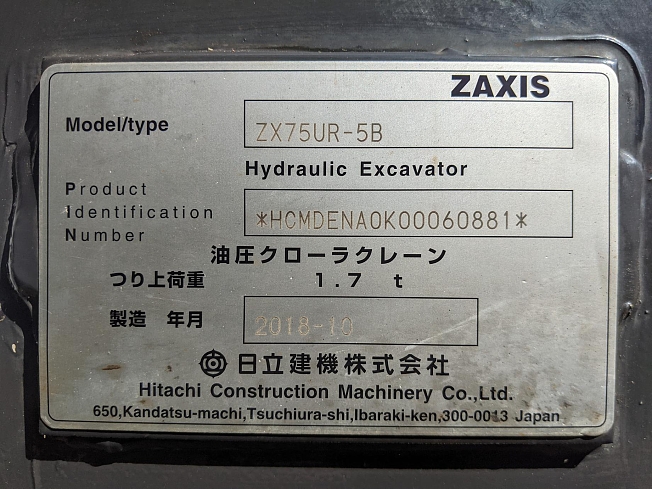 ZAXIS
Model/type ZX75UR-5B
Hydraulic Excavator
Product
Identification *HCMDENA0K00060881*
Number
油圧クローラクレーン
つり上荷重 1.7 t
製造 年月 2018-10
日立建機株式会社
Hitachi Construction Machinery Co.,Ltd.
650,Kandatsu-machi,Tsuchiura-shi,Ibaraki-ken,300-0013 Japan